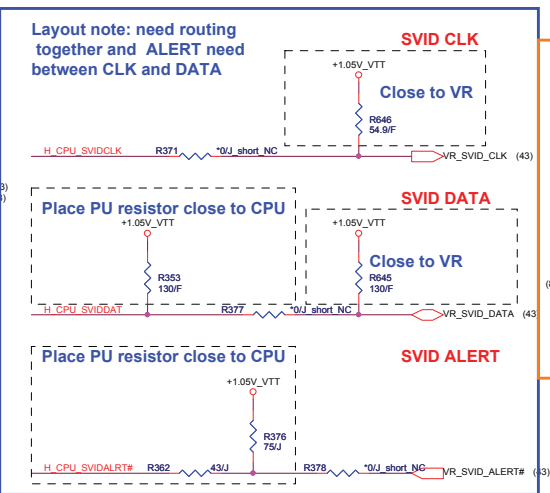 Layout note: need routing
together and ALERT need
between CLK and DATA
SVID CLK
+1.05V_VTT
Close to VR
R646
54.9/F
H_CPU_SVIDCLK R371 *0/J_short_NC VR_SVID_CLK (43)
SVID DATA
Place PU resistor close to CPU
+1.05V_VTT
+1.05V_VTT
Close to VR
R353
130/F
R645
130/F
H_CPU_SVIDDAT R377 *0/J_short_NC VR_SVID_DATA (43
Place PU resistor close to CPU
SVID ALERT
+1.05V_VTT
R376
75/J
H_CPU_SVIDALRT# R362 43/J R378 *0/J_short_NC VR_SVID_ALERT# (43)